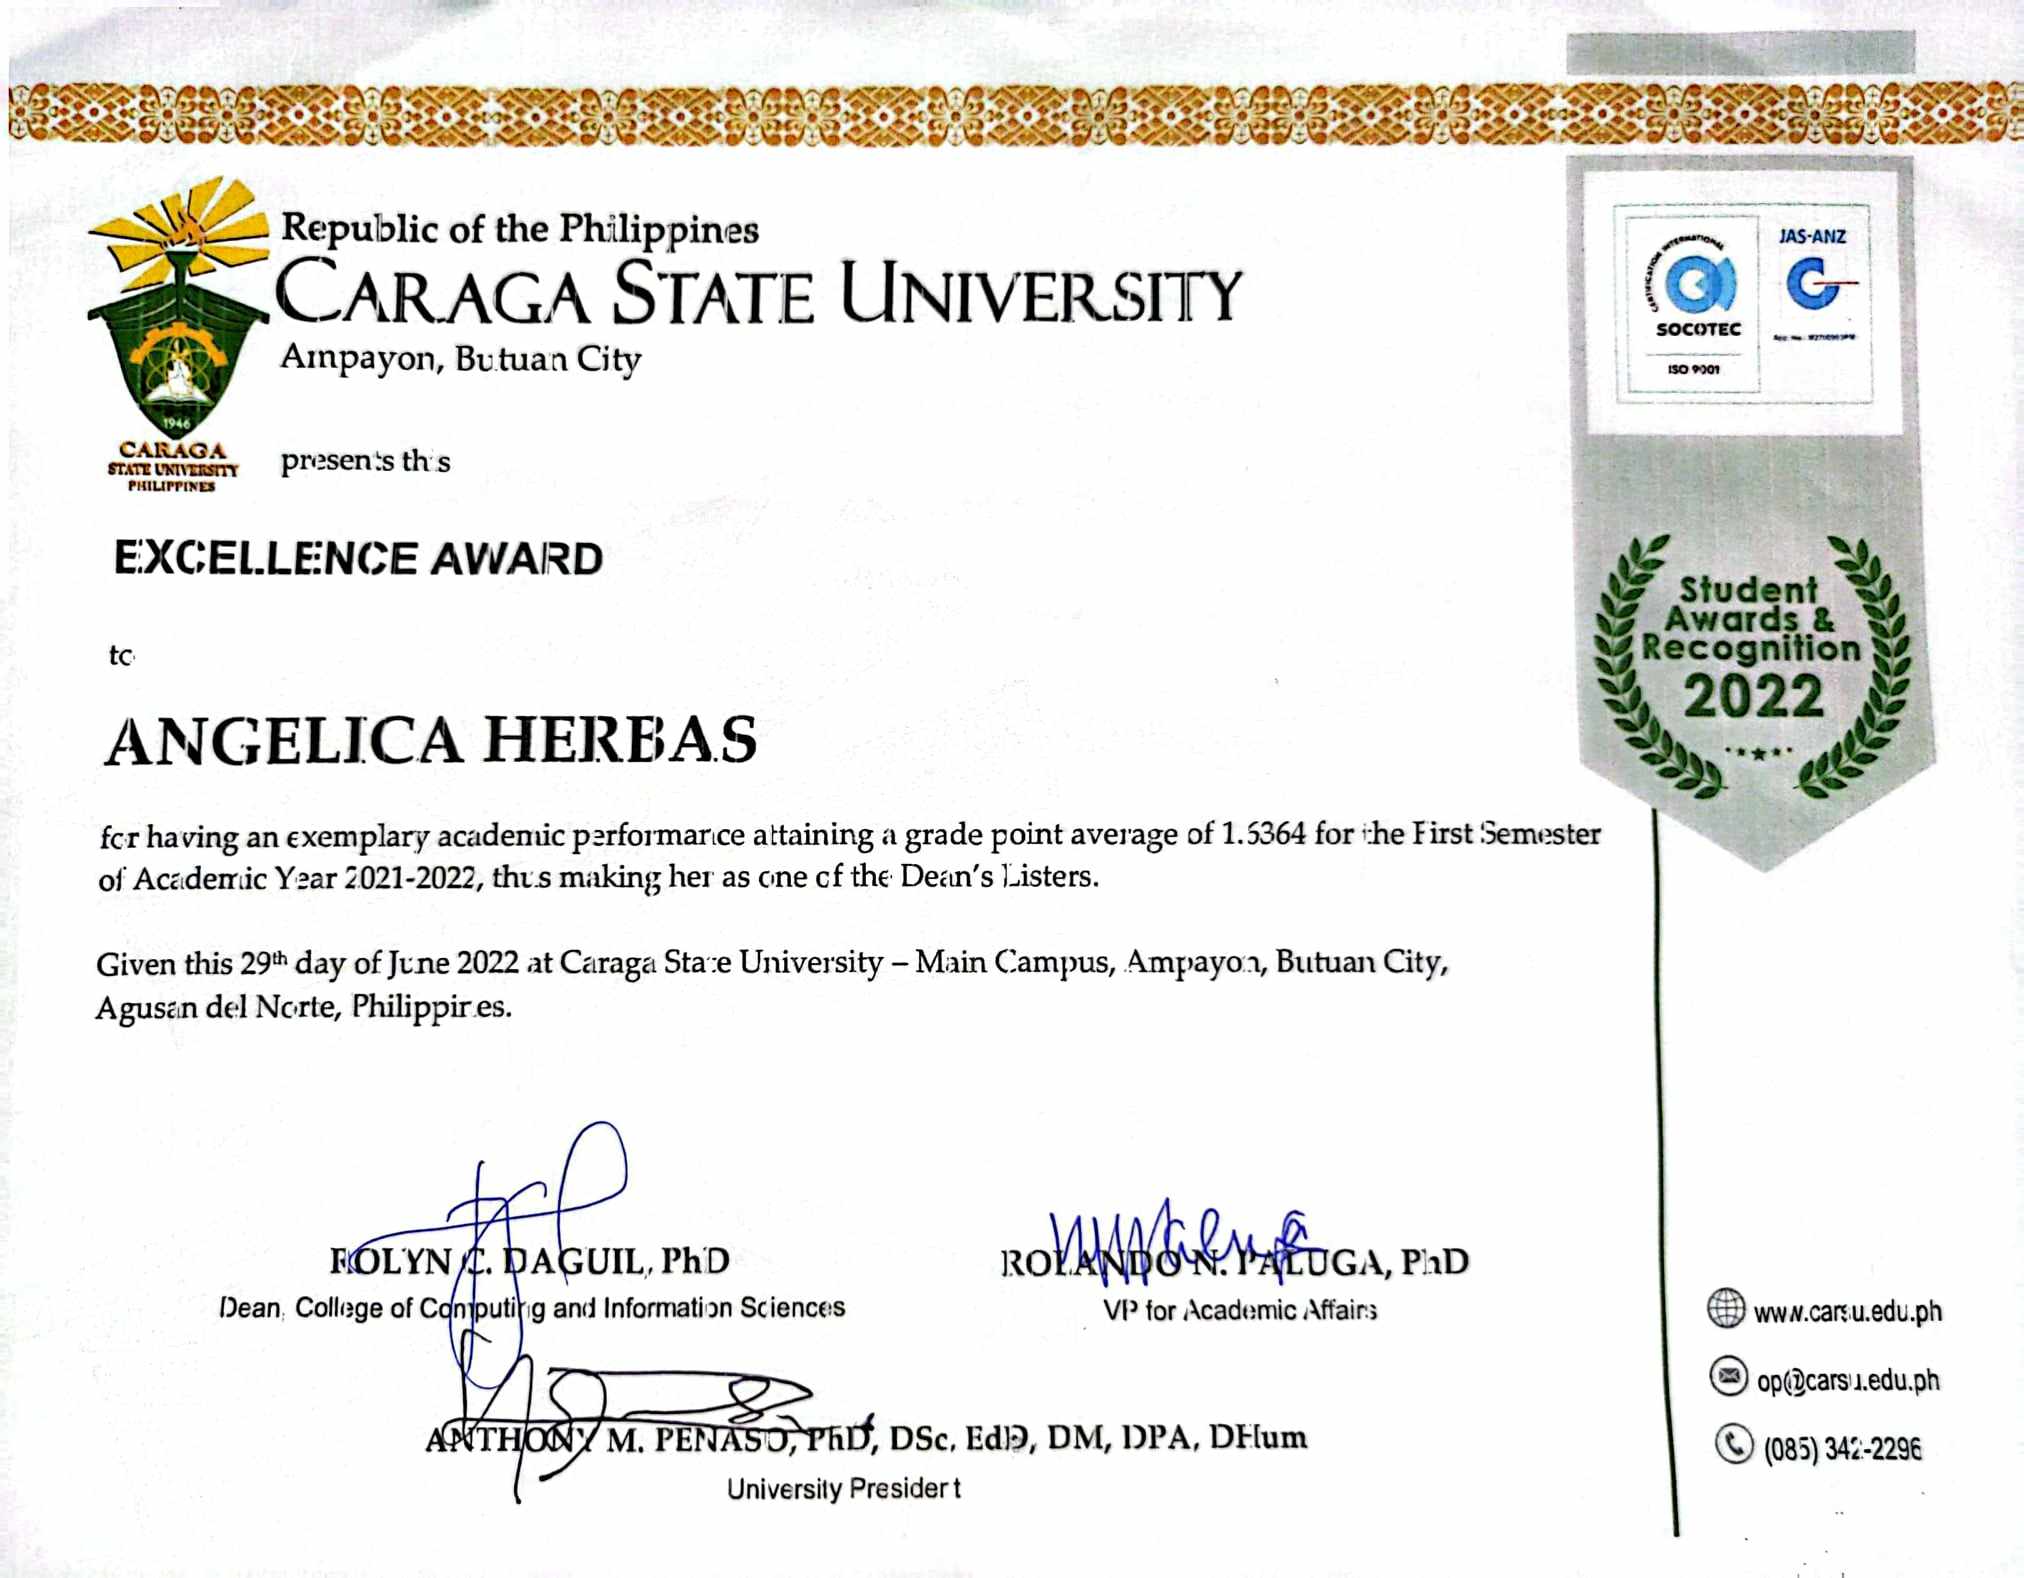 Republic of the Philippines
CARAGA STATE UNIVERSITY
Ampayon, Butuan City
1946
CARAGA
STATE UNIVERSITY
PHILIPPINES
presents this
EXCELLENCE AWARD
to
ANGELICA HERBAS
for having an exemplary academic performance attaining a grade point average of 1.5364 for the First Semester
of Academic Year 2021-2022, thus making her as one of the Dean's Listers.
Given this 29th day of June 2022 at Caraga State University – Main Campus, Ampayon, Butuan City,
Agusan del Norte, Philippines.
ROLYN C. DAGUIL, PhD
Dean, College of Computing and Information Sciences
ROLANDO N. PALUGA, PhD
VP for Academic Affairs
ANTHONY M. PENASO, PhD, DSc, EdD, DM, DPA, DHum
University President
CERTIFICATION INTERNATIONAL
SOCOTEC
ISO 9001
JAS-ANZ
Student
Awards &
Recognition
2022
www.carsu.edu.ph
op@carsu.edu.ph
(085) 342-2296